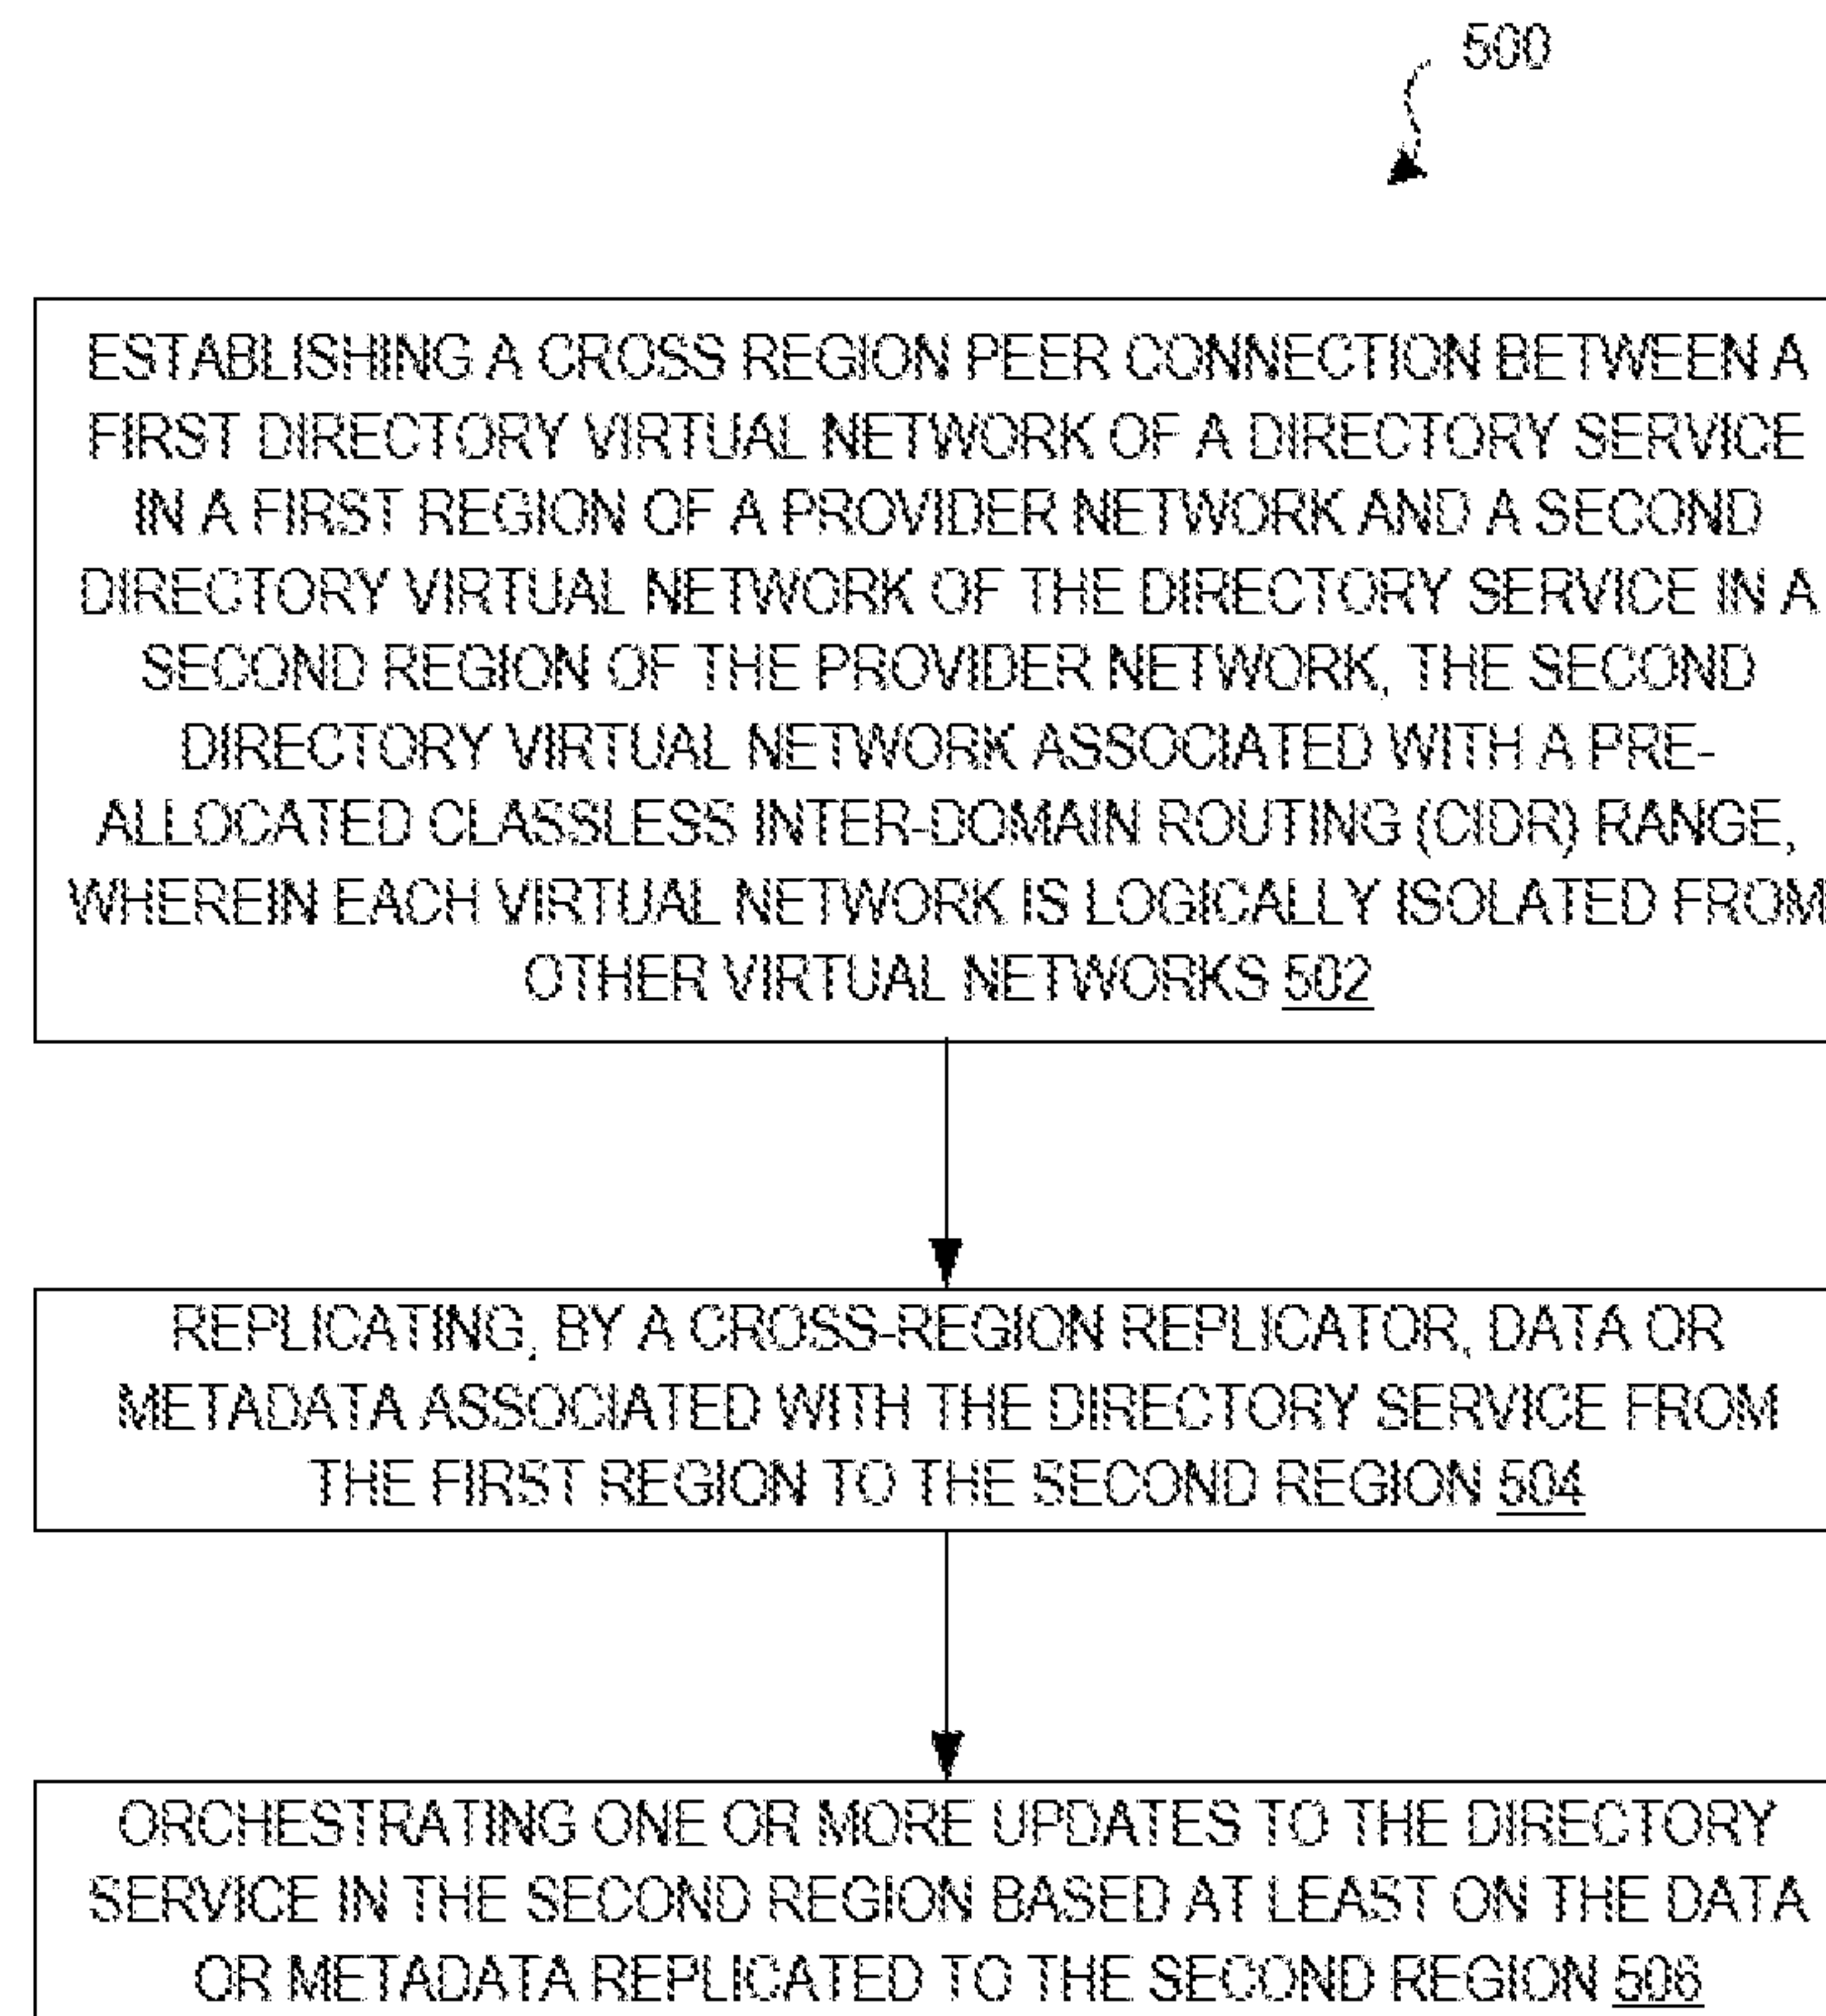 500
ESTABLISHING A CROSS REGION PEER CONNECTION BETWEEN A
FIRST DIRECTORY VIRTUAL NETWORK OF A DIRECTORY SERVICE
IN A FIRST REGION OF A PROVIDER NETWORK AND A SECOND
DIRECTORY VIRTUAL NETWORK OF THE DIRECTORY SERVICE IN A
SECOND REGION OF THE PROVIDER NETWORK, THE SECOND
DIRECTORY VIRTUAL NETWORK ASSOCIATED WITH A PRE-
ALLOCATED CLASSLESS INTER-DOMAIN ROUTING (CIDR) RANGE,
WHEREIN EACH VIRTUAL NETWORK IS LOGICALLY ISOLATED FROM
OTHER VIRTUAL NETWORKS 502
REPLICATING, BY A CROSS-REGION REPLICATOR, DATA OR
METADATA ASSOCIATED WITH THE DIRECTORY SERVICE FROM
THE FIRST REGION TO THE SECOND REGION 504
ORCHESTRATING ONE OR MORE UPDATES TO THE DIRECTORY
SERVICE IN THE SECOND REGION BASED AT LEAST ON THE DATA
OR METADATA REPLICATED TO THE SECOND REGION 506